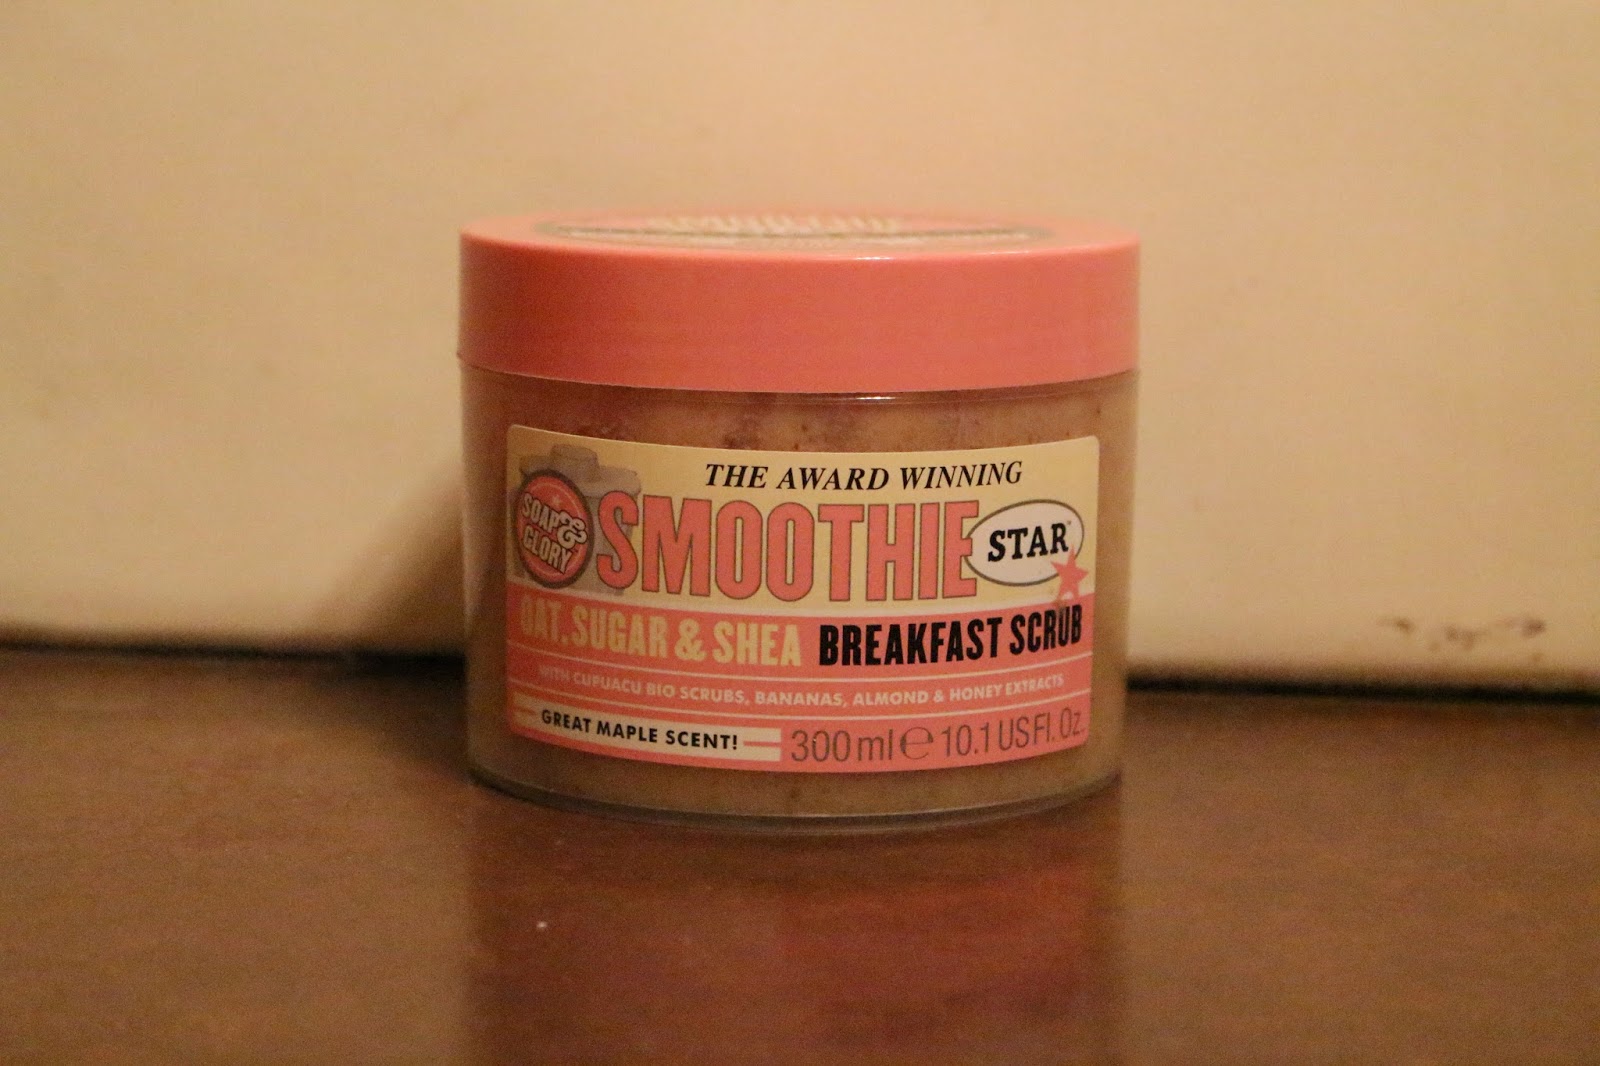 THE AWARD WINNING
SOAP &
GLORY
SMOOTHIE
STAR™
OAT, SUGAR & SHEA BREAKFAST SCRUB
WITH CUPUACU BIO SCRUBS, BANANAS, ALMOND & HONEY EXTRACTS
GREAT MAPLE SCENT!
300ml ℮ 10.1 US Fl. Oz.